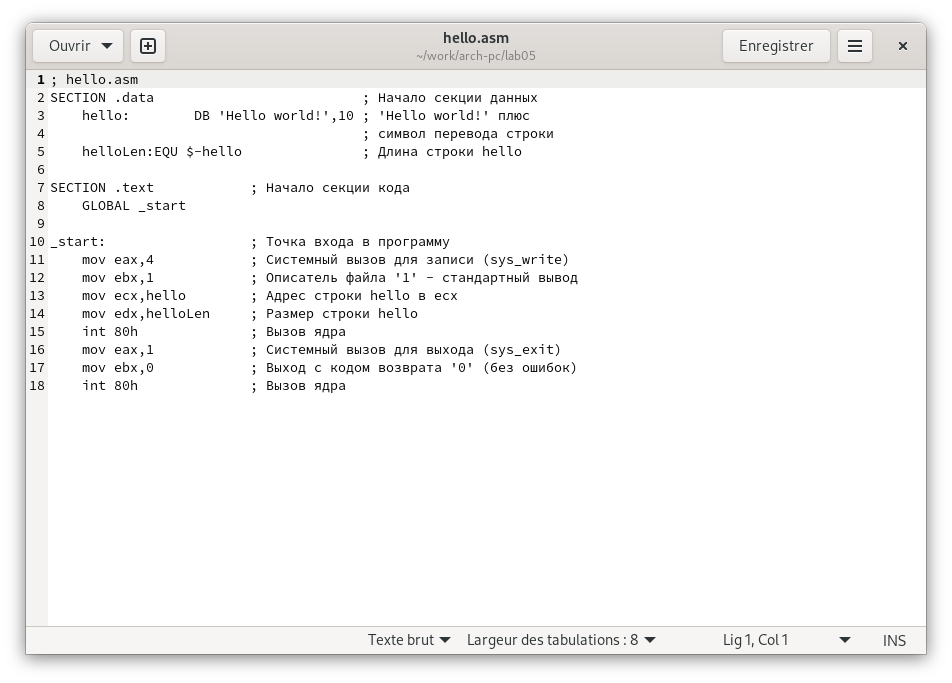 Ouvrir
hello.asm
~/work/arch-pc/lab05
Enregistrer
1 ; hello.asm
2 SECTION .data                          ; Начало секции данных
3     hello:        DB 'Hello world!',10 ; 'Hello world!' плюс
4                                        ; символ перевода строки
5     helloLen:EQU $-hello               ; Длина строки hello
6
7 SECTION .text            ; Начало секции кода
8     GLOBAL _start
9
10 _start:                  ; Точка входа в программу
11     mov eax,4            ; Системный вызов для записи (sys_write)
12     mov ebx,1            ; Описатель файла '1' - стандартный вывод
13     mov ecx,hello        ; Адрес строки hello в ecx
14     mov edx,helloLen     ; Размер строки hello
15     int 80h              ; Вызов ядра
16     mov eax,1            ; Системный вызов для выхода (sys_exit)
17     mov ebx,0            ; Выход с кодом возврата '0' (без ошибок)
18     int 80h              ; Вызов ядра
Texte brut
Largeur des tabulations : 8
Lig 1, Col 1
INS